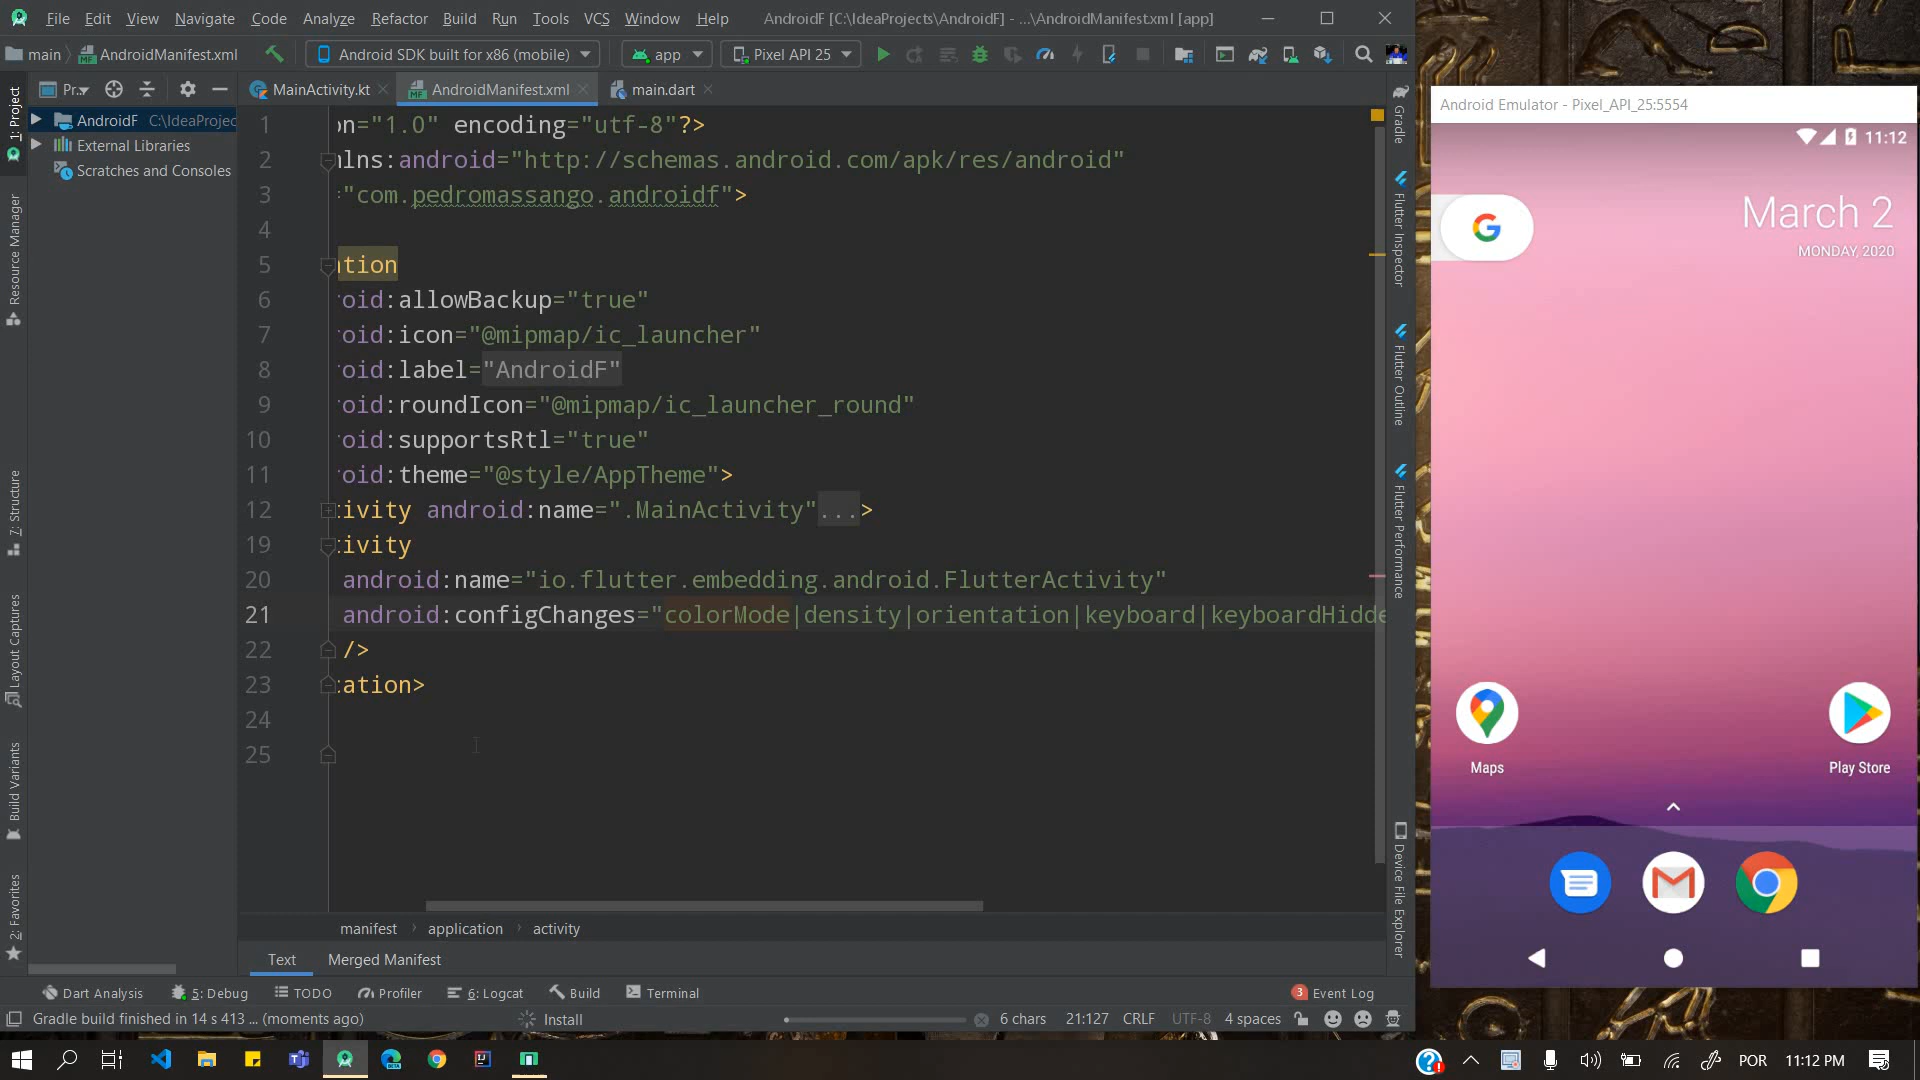 File Edit View Navigate Code Analyze Refactor Build Run Tools VCS Window Help AndroidF [C:\IdeaProjects\AndroidF] - ...\AndroidManifest.xml [app]
main AndroidManifest.xml Android SDK built for x86 (mobile) app Pixel API 25
Pr... MainActivity.kt AndroidManifest.xml main.dart
AndroidF C:\IdeaProjec
External Libraries
Scratches and Consoles
1: Project
Resource Manager
7: Structure
Layout Captures
Build Variants
2: Favorites
1 on="1.0" encoding="utf-8"?>
2 lns:android="http://schemas.android.com/apk/res/android"
3 ="com.pedromassango.androidf">
4
5 tion
6 oid:allowBackup="true"
7 oid:icon="@mipmap/ic_launcher"
8 oid:label="AndroidF"
9 oid:roundIcon="@mipmap/ic_launcher_round"
10 oid:supportsRtl="true"
11 oid:theme="@style/AppTheme">
12 tivity android:name=".MainActivity"...>
19 tivity
20 android:name="io.flutter.embedding.android.FlutterActivity"
21 android:configChanges="colorMode|density|orientation|keyboard|keyboardHidde
22 />
23 cation>
24
25
Gradle
Flutter Inspector
Flutter Outline
Flutter Performance
Device File Explorer
manifest application activity
Text Merged Manifest
Dart Analysis 5: Debug TODO Profiler 6: Logcat Build Terminal 3 Event Log
Gradle build finished in 14 s 413 ... (moments ago) Install 6 chars 21:127 CRLF UTF-8 4 spaces
Android Emulator - Pixel_API_25:5554
11:12
March 2
MONDAY, 2020
Maps
Play Store
POR 11:12 PM